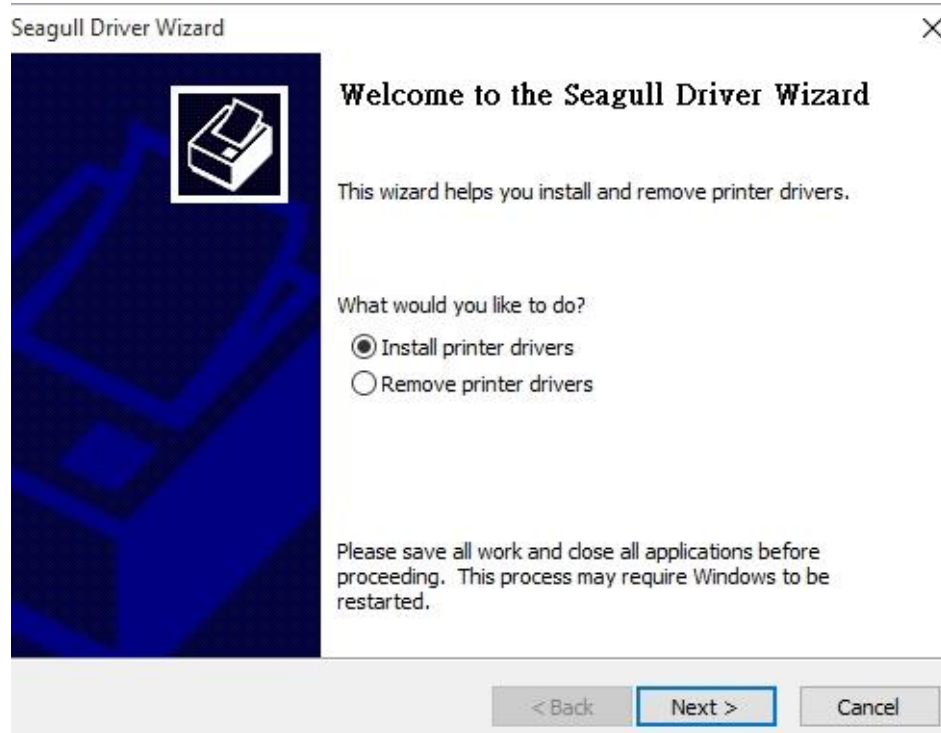 Seagull Driver Wizard
Welcome to the Seagull Driver Wizard
This wizard helps you install and remove printer drivers.
What would you like to do?
Install printer drivers
Remove printer drivers
Please save all work and close all applications before
proceeding. This process may require Windows to be
restarted.
< Back Next > Cancel